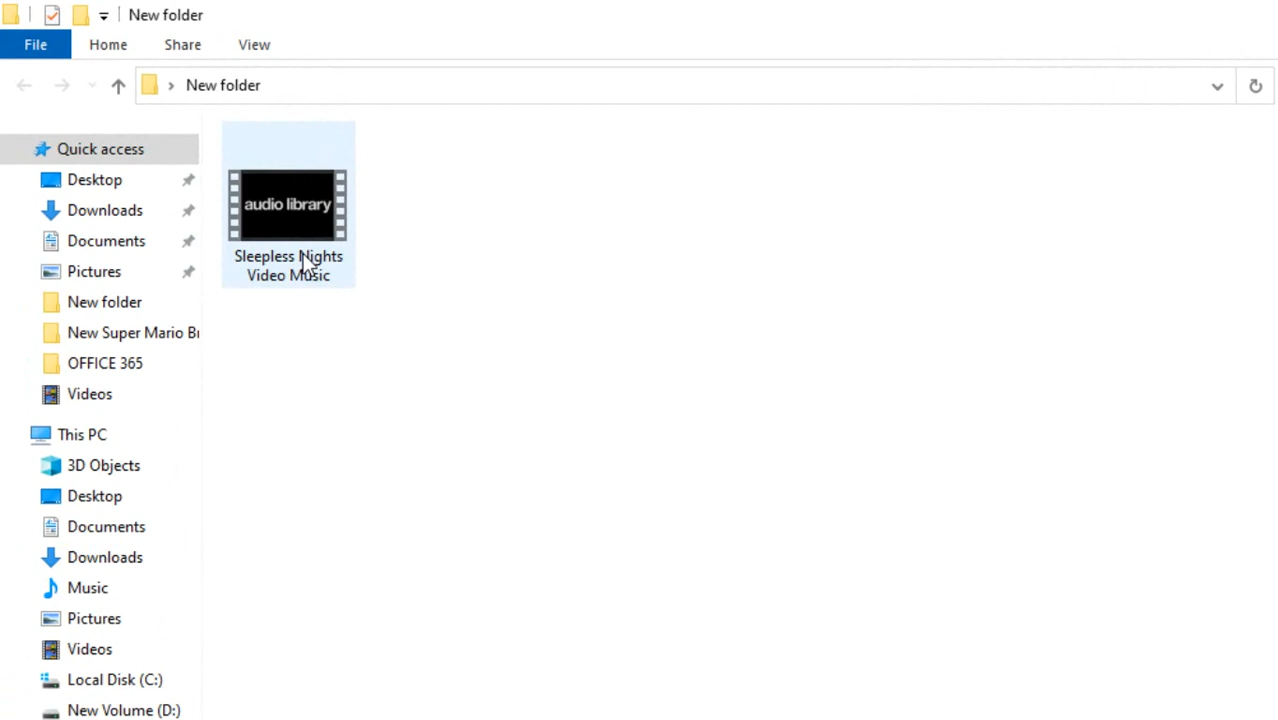 New folder
File Home Share View
New folder
Quick access
Desktop
Downloads
Documents
Pictures
New folder
New Super Mario Br
OFFICE 365
Videos
This PC
3D Objects
Desktop
Documents
Downloads
Music
Pictures
Videos
Local Disk (C:)
New Volume (D:)
audio library
Sleepless Nights
Video Music